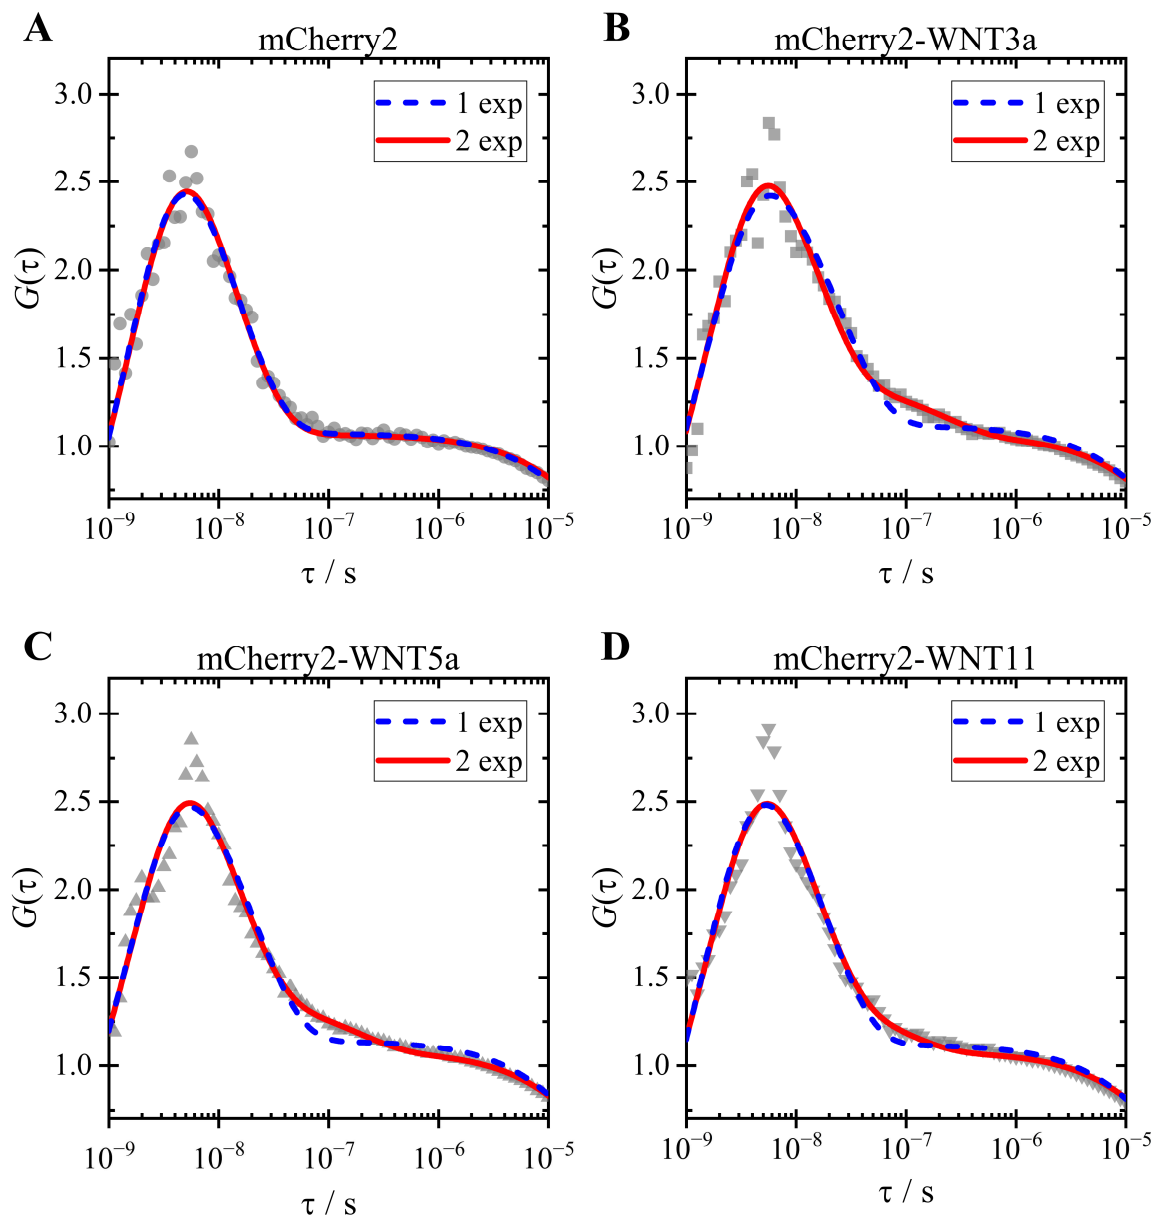 A
mCherry2
1 exp
2 exp
G(τ)
3.0
2.5
2.0
1.5
1.0
10⁻⁹ 10⁻⁸ 10⁻⁷ 10⁻⁶ 10⁻⁵
τ / s
B
mCherry2-WNT3a
1 exp
2 exp
G(τ)
3.0
2.5
2.0
1.5
1.0
10⁻⁹ 10⁻⁸ 10⁻⁷ 10⁻⁶ 10⁻⁵
τ / s
C
mCherry2-WNT5a
1 exp
2 exp
G(τ)
3.0
2.5
2.0
1.5
1.0
10⁻⁹ 10⁻⁸ 10⁻⁷ 10⁻⁶ 10⁻⁵
τ / s
D
mCherry2-WNT11
1 exp
2 exp
G(τ)
3.0
2.5
2.0
1.5
1.0
10⁻⁹ 10⁻⁸ 10⁻⁷ 10⁻⁶ 10⁻⁵
τ / s